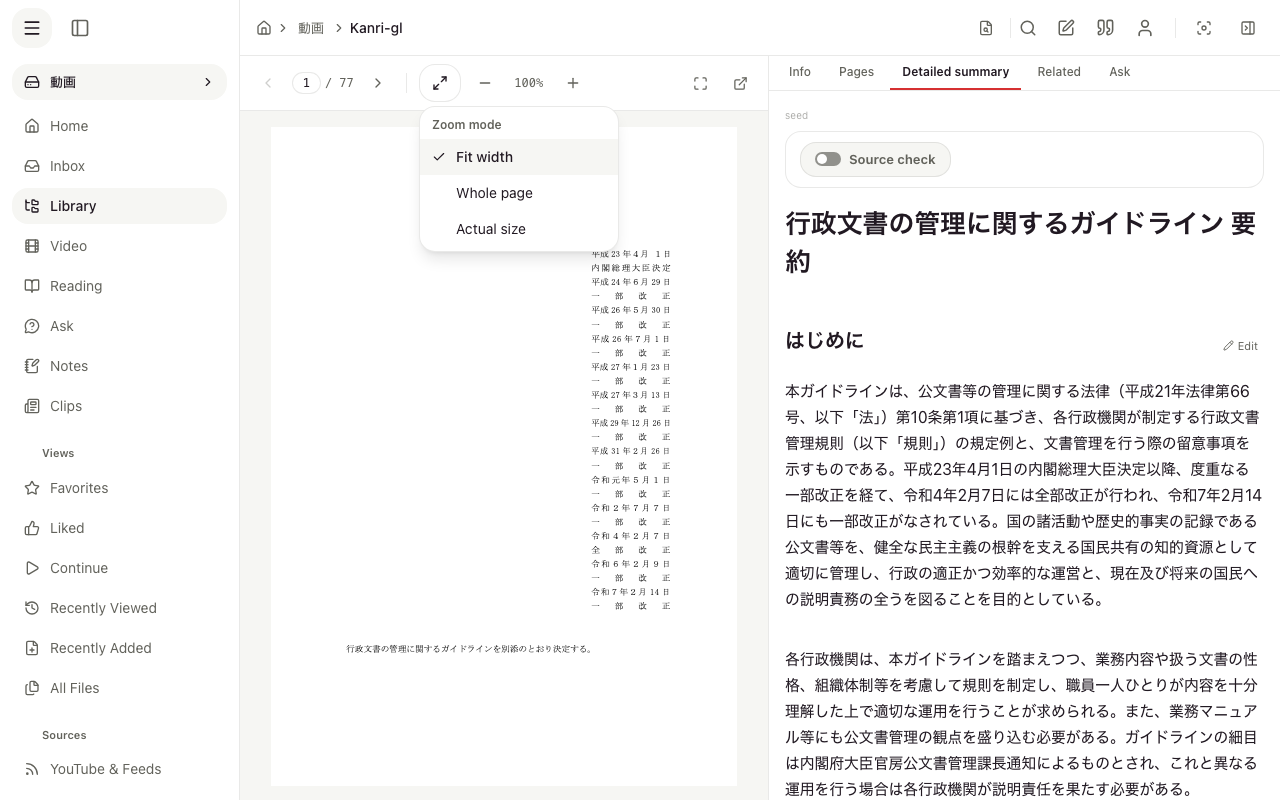 動画
Home
Inbox
Library
Video
Reading
Ask
Notes
Clips
Views
Favorites
Liked
Continue
Recently Viewed
Recently Added
All Files
Sources
YouTube & Feeds
動画 Kanri-gl
1 / 77 100%
Zoom mode
Fit width
Whole page
Actual size
平成 23 年 4 月 1 日
内閣総理大臣決定
平成 24 年 6 月 29 日
一部改正
平成 26 年 5 月 30 日
一部改正
平成 26 年 7 月 1 日
一部改正
平成 27 年 1 月 23 日
一部改正
平成 27 年 3 月 13 日
一部改正
平成 29 年 12 月 26 日
一部改正
平成 31 年 2 月 26 日
一部改正
令和元年 5 月 1 日
一部改正
令和 2 年 7 月 7 日
一部改正
令和 4 年 2 月 7 日
全部改正
令和 6 年 2 月 9 日
一部改正
令和 7 年 2 月 14 日
一部改正
行政文書の管理に関するガイドラインを別添のとおり決定する。
Info Pages Detailed summary Related Ask
seed
Source check
行政文書の管理に関するガイドライン 要
約
はじめに
Edit
本ガイドラインは、公文書等の管理に関する法律（平成21年法律第66
号、以下「法」）第10条第1項に基づき、各行政機関が制定する行政文書
管理規則（以下「規則」）の規定例と、文書管理を行う際の留意事項を
示すものである。平成23年4月1日の内閣総理大臣決定以降、度重なる
一部改正を経て、令和4年2月7日には全部改正が行われ、令和7年2月14
日にも一部改正がなされている。国の諸活動や歴史的事実の記録である
公文書等を、健全な民主主義の根幹を支える国民共有の知的資源として
適切に管理し、行政の適正かつ効率的な運営と、現在及び将来の国民へ
の説明責務の全うを図ることを目的としている。
各行政機関は、本ガイドラインを踏まえつつ、業務内容や扱う文書の性
格、組織体制等を考慮して規則を制定し、職員一人ひとりが内容を十分
理解した上で適切な運用を行うことが求められる。また、業務マニュア
ル等にも公文書管理の観点を盛り込む必要がある。ガイドラインの細目
は内閣府大臣官房公文書管理課長通知によるものとされ、これと異なる
運用を行う場合は各行政機関が説明責任を果たす必要がある。